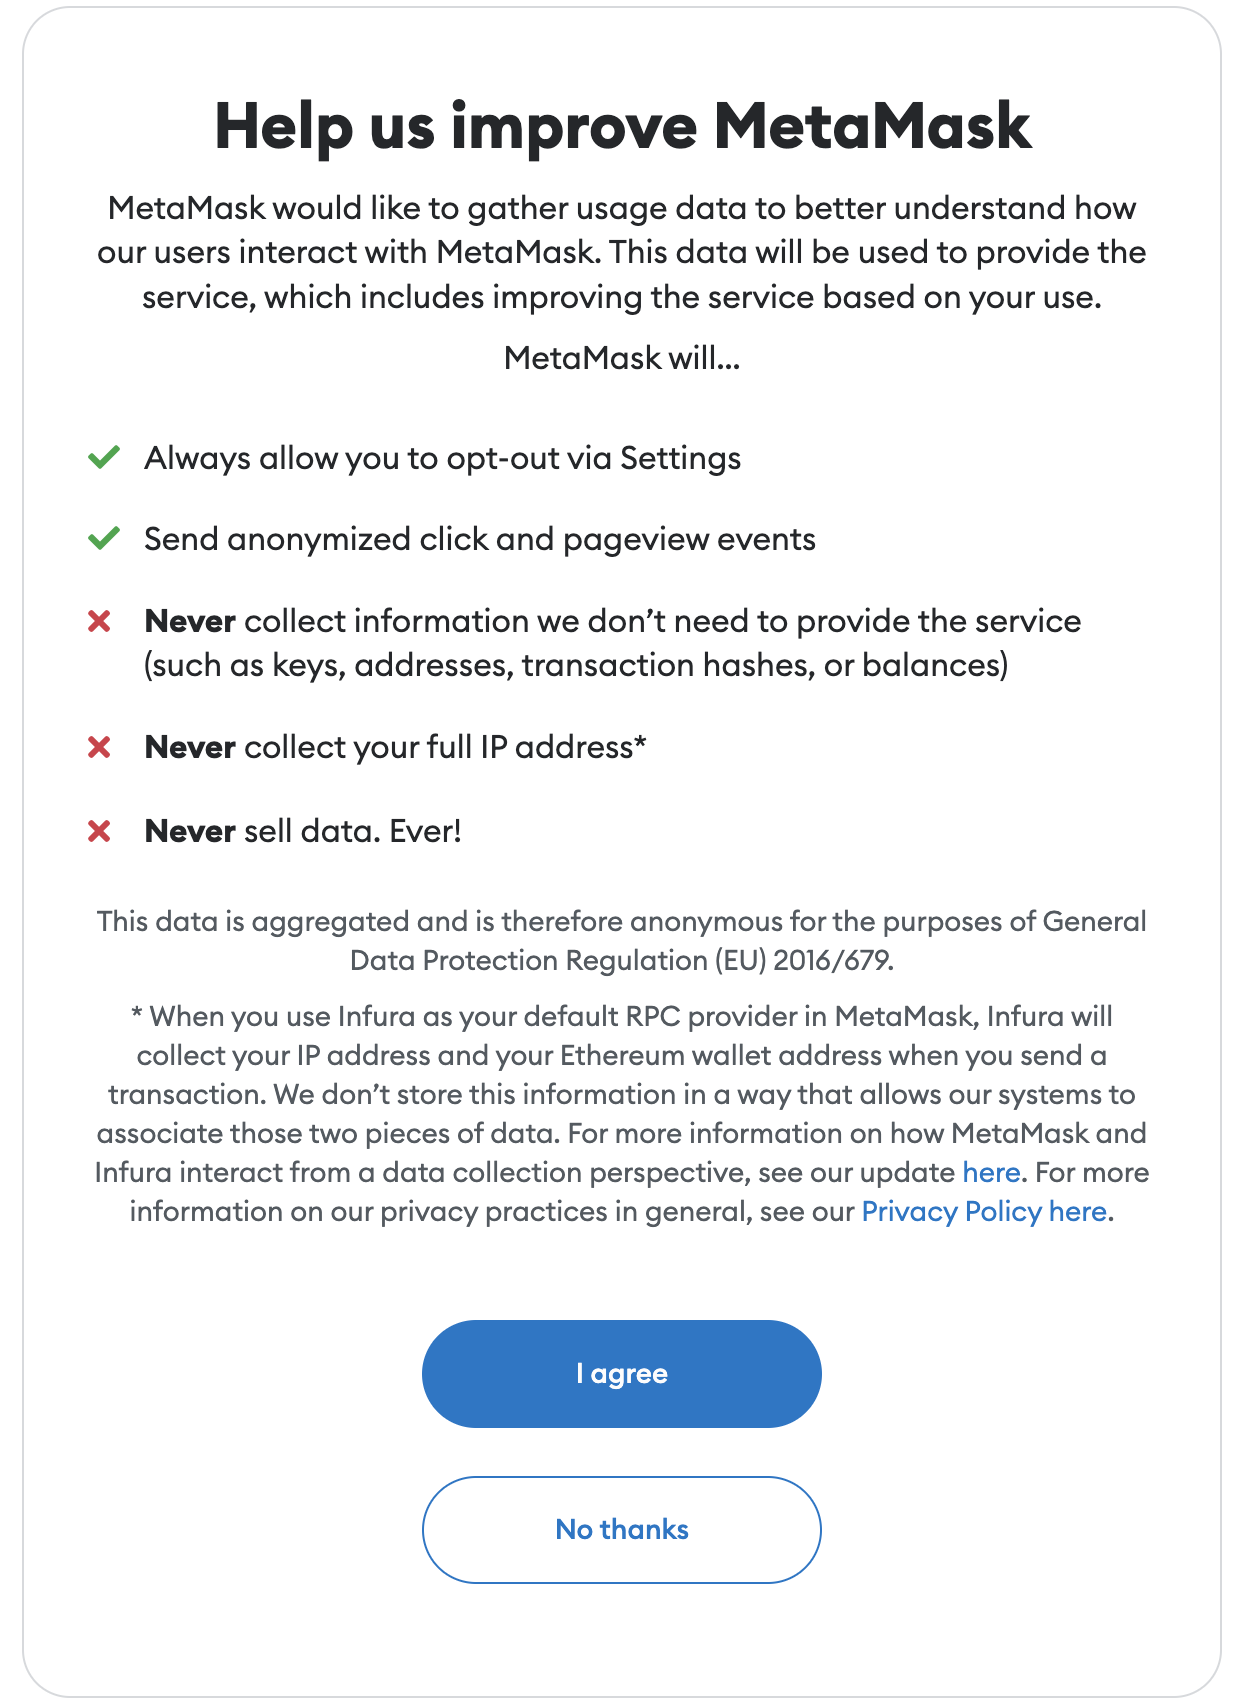 Help us improve MetaMask
MetaMask would like to gather usage data to better understand how
our users interact with MetaMask. This data will be used to provide the
service, which includes improving the service based on your use.
MetaMask will...
Always allow you to opt-out via Settings
Send anonymized click and pageview events
Never collect information we don’t need to provide the service
(such as keys, addresses, transaction hashes, or balances)
Never collect your full IP address*
Never sell data. Ever!
This data is aggregated and is therefore anonymous for the purposes of General
Data Protection Regulation (EU) 2016/679.
* When you use Infura as your default RPC provider in MetaMask, Infura will
collect your IP address and your Ethereum wallet address when you send a
transaction. We don’t store this information in a way that allows our systems to
associate those two pieces of data. For more information on how MetaMask and
Infura interact from a data collection perspective, see our update here. For more
information on our privacy practices in general, see our Privacy Policy here.
I agree
No thanks